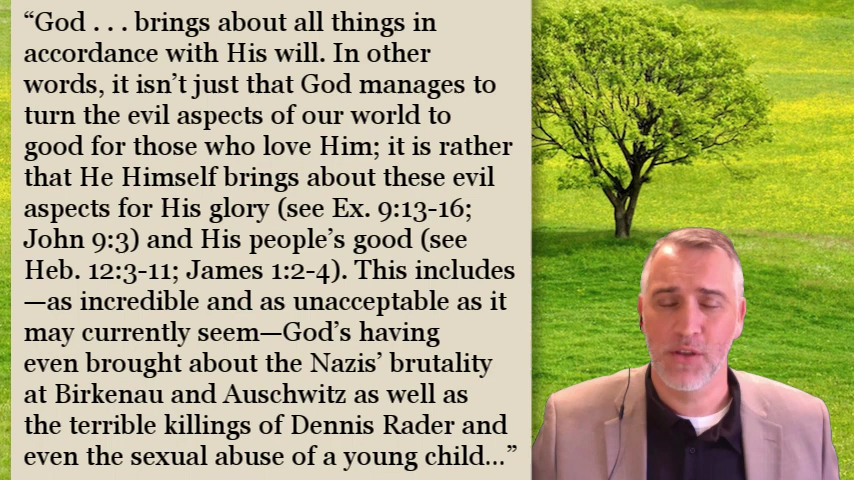 “God . . . brings about all things in
accordance with His will. In other
words, it isn’t just that God manages to
turn the evil aspects of our world to
good for those who love Him; it is rather
that He Himself brings about these evil
aspects for His glory (see Ex. 9:13-16;
John 9:3) and His people’s good (see
Heb. 12:3-11; James 1:2-4). This includes
—as incredible and as unacceptable as it
may currently seem—God’s having
even brought about the Nazis’ brutality
at Birkenau and Auschwitz as well as
the terrible killings of Dennis Rader and
even the sexual abuse of a young child...”